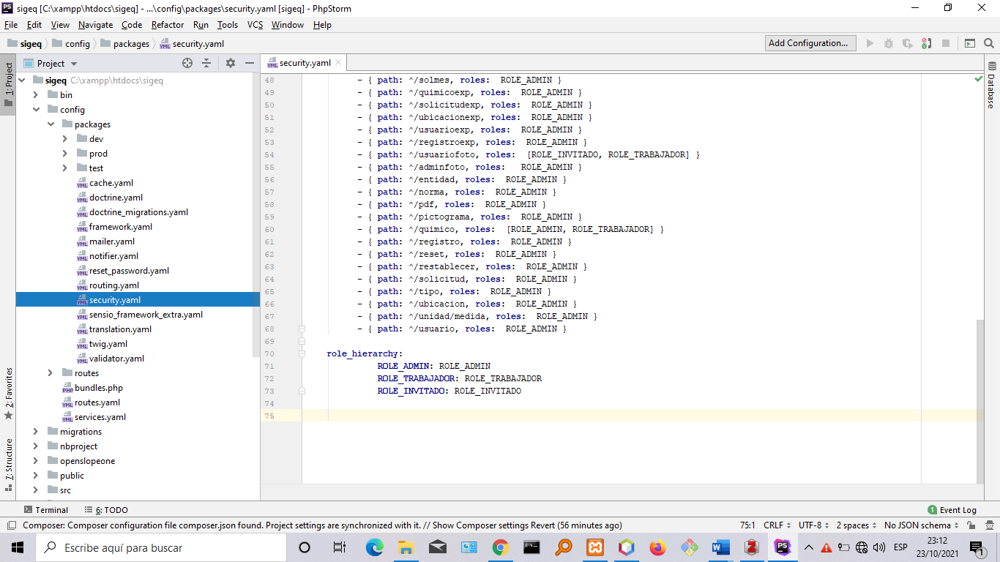 sigeq [C:\xampp\htdocs\sigeq] - ...\config\packages\security.yaml [sigeq] - PhpStorm
File Edit View Navigate Code Refactor Run Tools VCS Window Help
sigeq config packages security.yaml Add Configuration...
Project
security.yaml
1: Project
2: Favorites
7: Structure
Database
sigeq C:\xampp\htdocs\sigeq
bin
config
packages
dev
prod
test
cache.yaml
doctrine.yaml
doctrine_migrations.yaml
framework.yaml
mailer.yaml
notifier.yaml
reset_password.yaml
routing.yaml
security.yaml
sensio_framework_extra.yaml
translation.yaml
twig.yaml
validator.yaml
routes
bundles.php
routes.yaml
services.yaml
migrations
nbproject
openslopeone
public
src
48 - { path: ^/solmes, roles: ROLE_ADMIN }
49 - { path: ^/quimicoexp, roles: ROLE_ADMIN }
50 - { path: ^/solicitudexp, roles: ROLE_ADMIN }
51 - { path: ^/ubicacionexp, roles: ROLE_ADMIN }
52 - { path: ^/usuarioexp, roles: ROLE_ADMIN }
53 - { path: ^/registroexp, roles: ROLE_ADMIN }
54 - { path: ^/usuariofoto, roles: [ROLE_INVITADO, ROLE_TRABAJADOR] }
55 - { path: ^/adminfoto, roles: ROLE_ADMIN }
56 - { path: ^/entidad, roles: ROLE_ADMIN }
57 - { path: ^/norma, roles: ROLE_ADMIN }
58 - { path: ^/pdf, roles: ROLE_ADMIN }
59 - { path: ^/pictograma, roles: ROLE_ADMIN }
60 - { path: ^/quimico, roles: [ROLE_ADMIN, ROLE_TRABAJADOR] }
61 - { path: ^/registro, roles: ROLE_ADMIN }
62 - { path: ^/reset, roles: ROLE_ADMIN }
63 - { path: ^/restablecer, roles: ROLE_ADMIN }
64 - { path: ^/solicitud, roles: ROLE_ADMIN }
65 - { path: ^/tipo, roles: ROLE_ADMIN }
66 - { path: ^/ubicacion, roles: ROLE_ADMIN }
67 - { path: ^/unidad/medida, roles: ROLE_ADMIN }
68 - { path: ^/usuario, roles: ROLE_ADMIN }
69
70 role_hierarchy:
71 ROLE_ADMIN: ROLE_ADMIN
72 ROLE_TRABAJADOR: ROLE_TRABAJADOR
73 ROLE_INVITADO: ROLE_INVITADO
74
75
Terminal 6: TODO 1 Event Log
Composer: Composer configuration file composer.json found. Project settings are synchronized with it. // Show Composer settings Revert (56 minutes ago) 75:1 CRLF UTF-8 2 spaces No JSON schema
Escribe aquí para buscar
ESP
23:12
23/10/2021
1